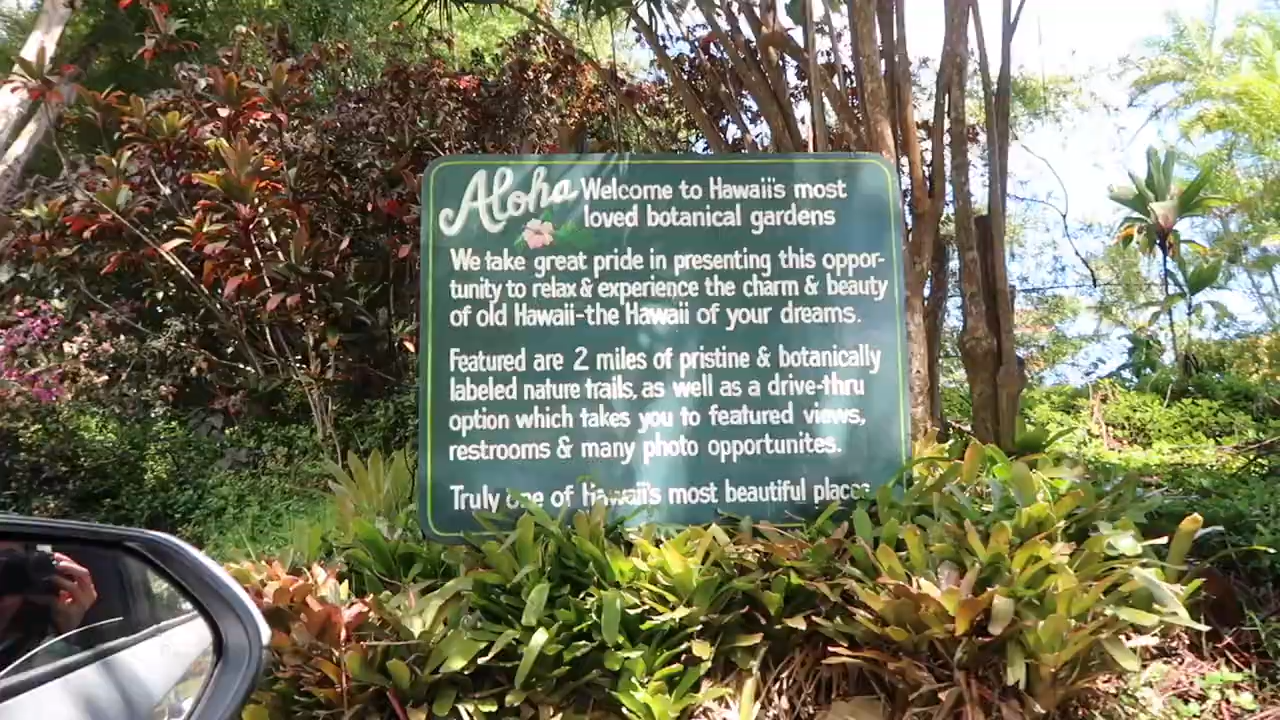 Aloha Welcome to Hawaii's most
loved botanical gardens
We take great pride in presenting this oppor-
tunity to relax & experience the charm & beauty
of old Hawaii-the Hawaii of your dreams.
Featured are 2 miles of pristine & botanically
labeled nature trails, as well as a drive-thru
option which takes you to featured views,
restrooms & many photo opportunites.
Truly one of hawaii's most beautiful places